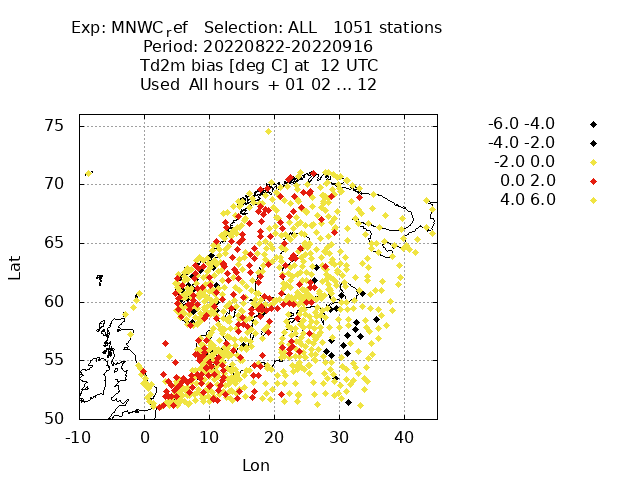 Exp: MNWC_ref Selection: ALL 1051 stations
Period: 20220822-20220916
Td2m bias [deg C] at 12 UTC
Used All hours + 01 02 ... 12
-6.0 -4.0
-4.0 -2.0
-2.0 0.0
0.0 2.0
4.0 6.0
75
70
65
60
55
50
Lat
-10 0 10 20 30 40
Lon